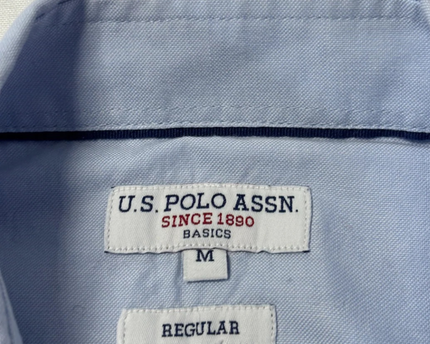 U.S. POLO ASSN.
SINCE 1890
BASICS
M
REGULAR